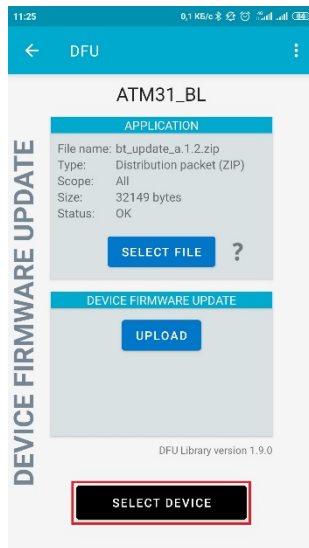 11:25
0,1 КБ/с
DFU
ATM31_BL
APPLICATION
File name: bt_update_a.1.2.zip
Type: Distribution packet (ZIP)
Scope: All
Size: 32149 bytes
Status: OK
SELECT FILE ?
DEVICE FIRMWARE UPDATE
UPLOAD
DFU Library version 1.9.0
SELECT DEVICE
DEVICE FIRMWARE UPDATE